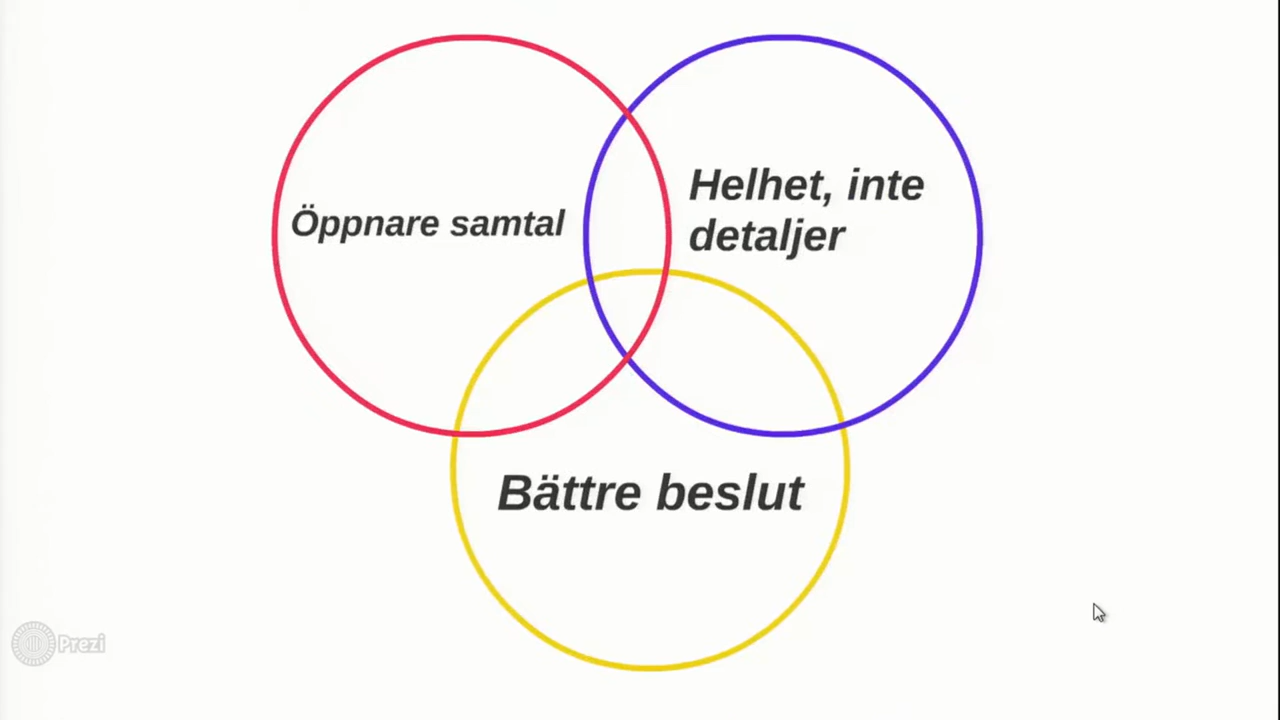 Öppnare samtal
Helhet, inte
detaljer
Bättre beslut
Prezi